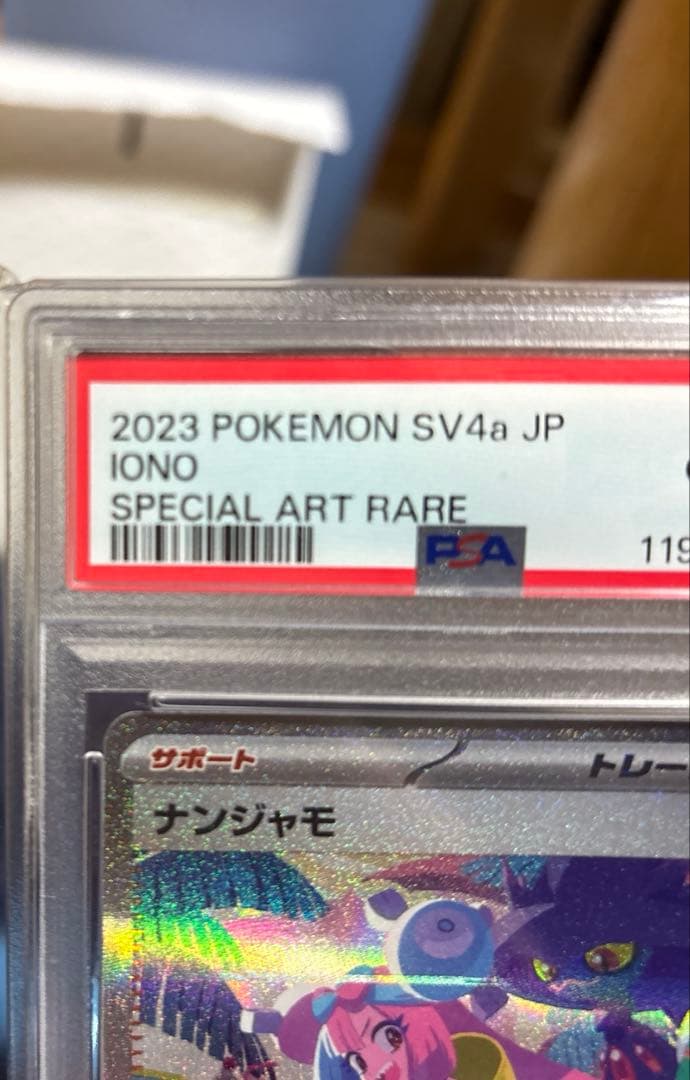 2023 POKEMON SV4a JP
IONO
SPECIAL ART RARE
PSA
119
サポート
トレー
ナンジャモ